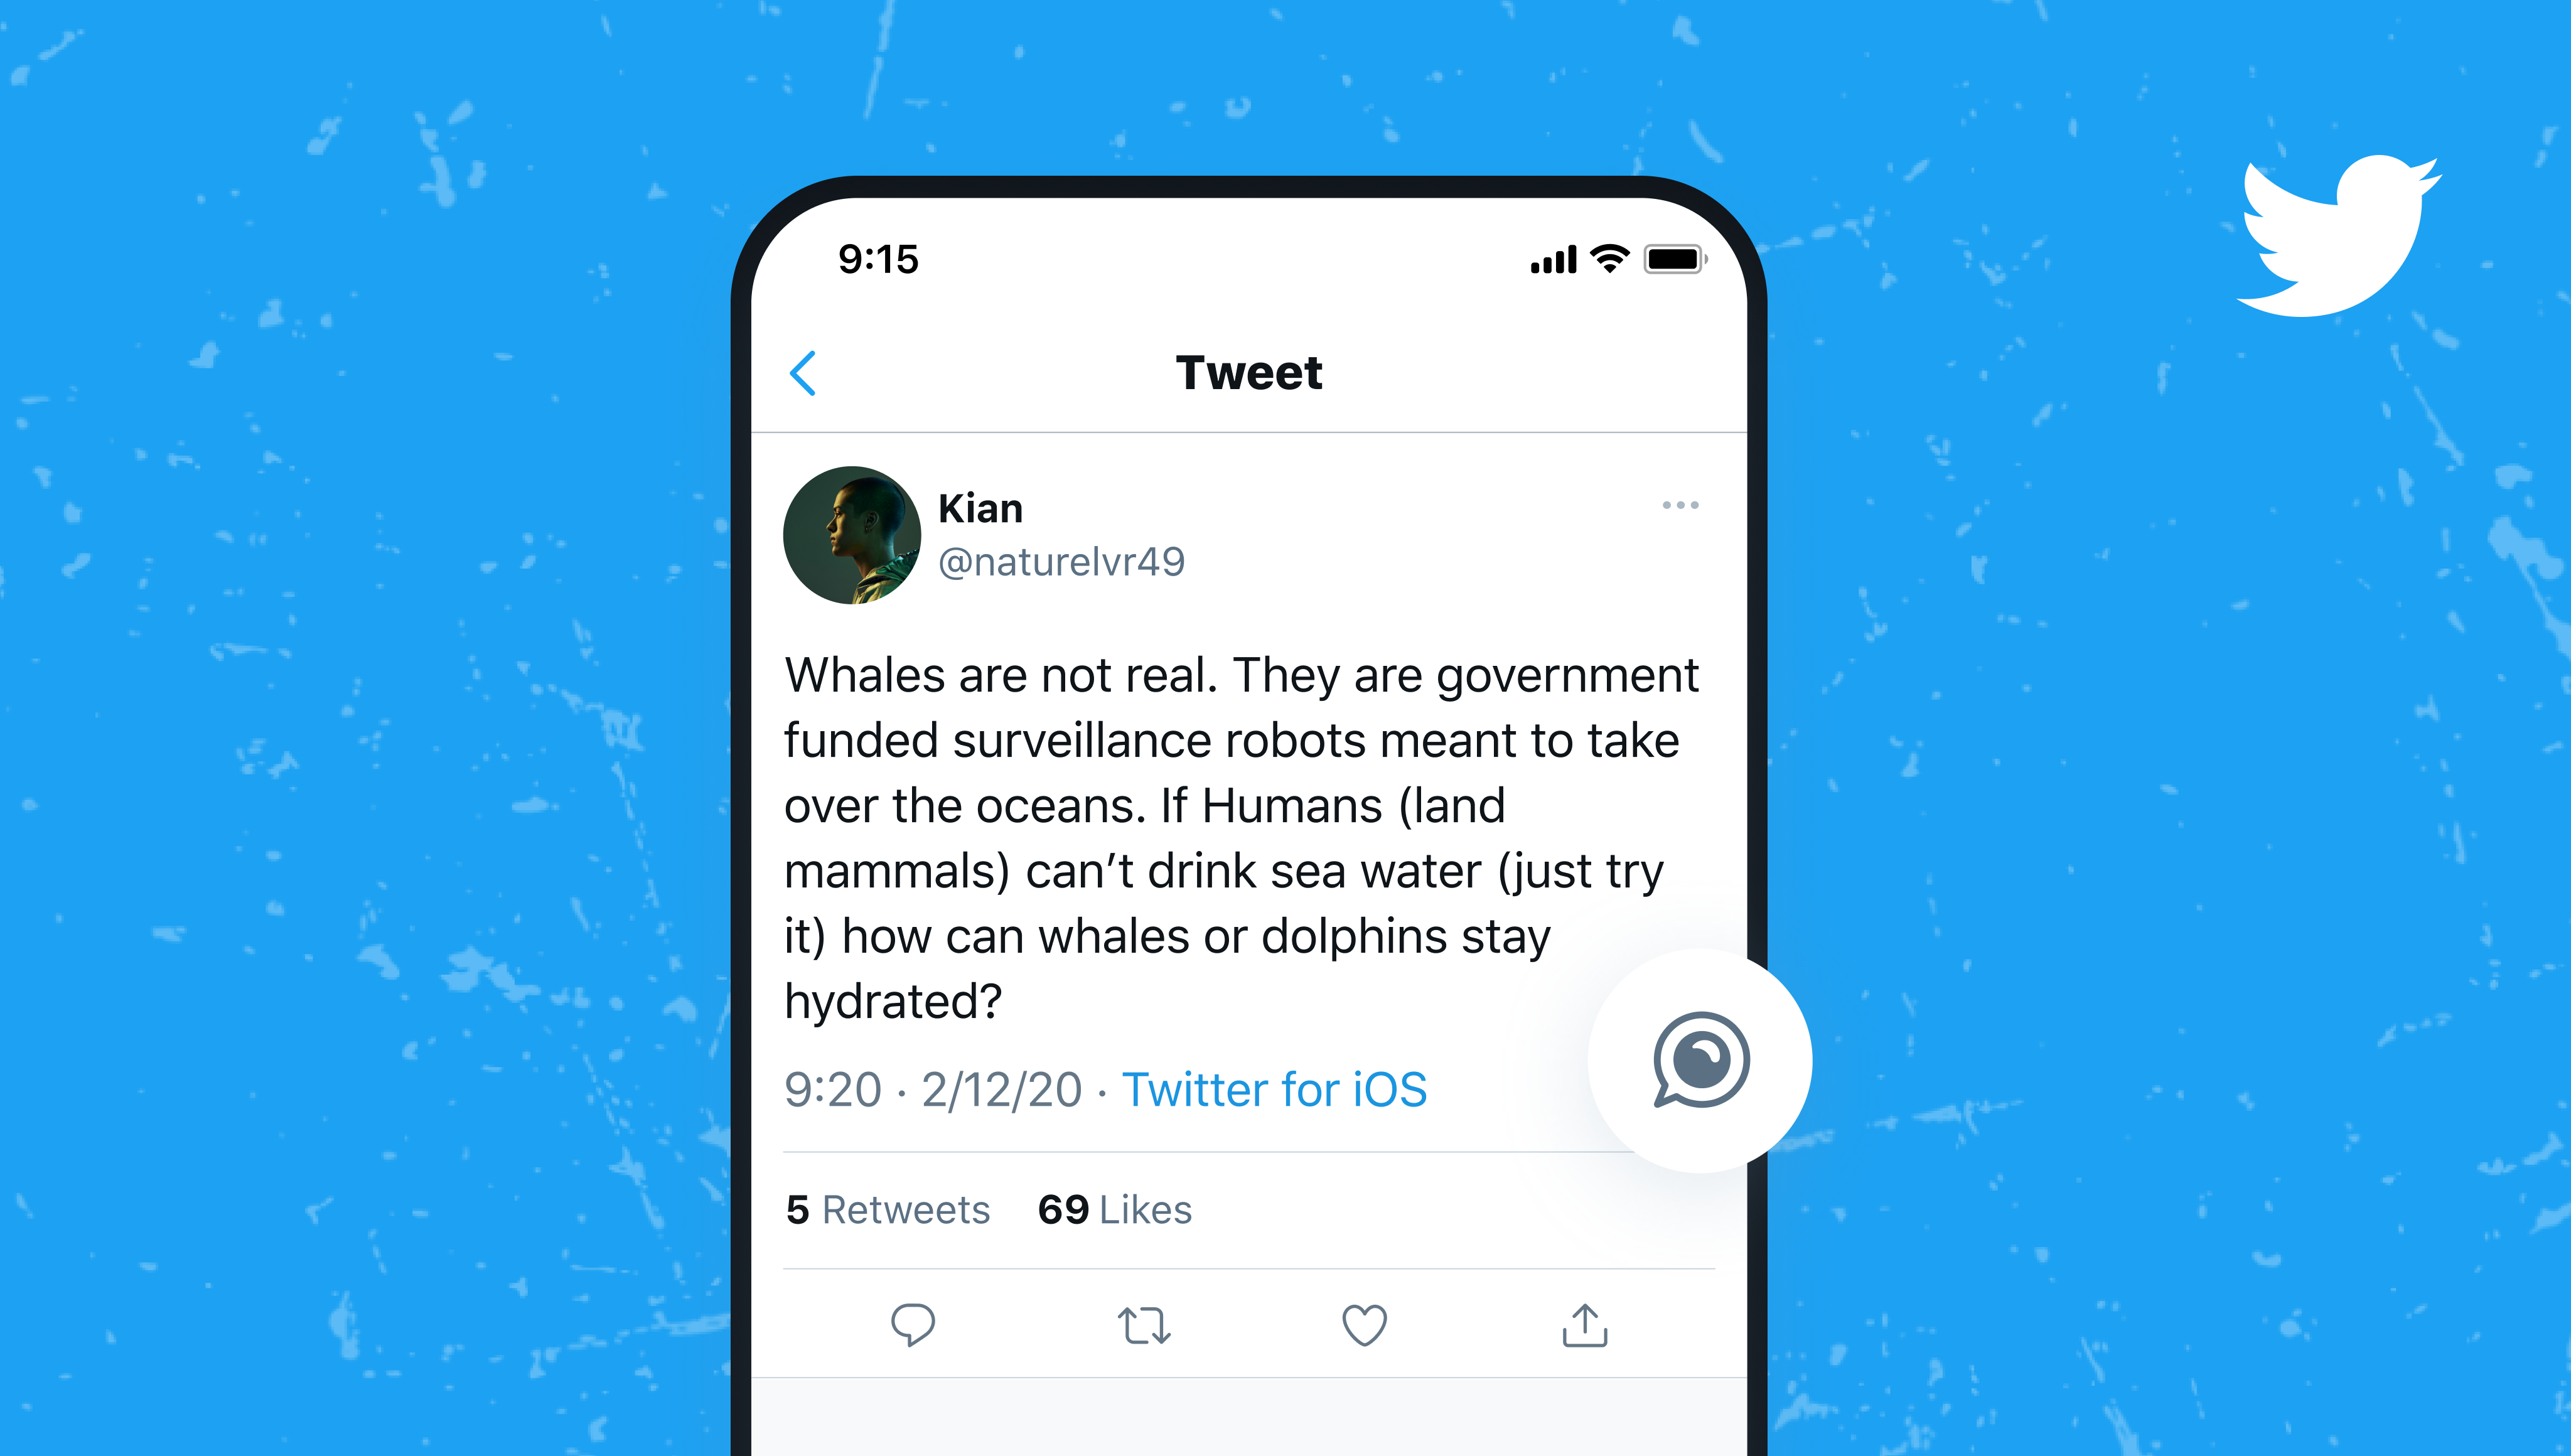 9:15
Tweet
Kian
@naturelvr49
Whales are not real. They are government
funded surveillance robots meant to take
over the oceans. If Humans (land
mammals) can’t drink sea water (just try
it) how can whales or dolphins stay
hydrated?
9:20 · 2/12/20 · Twitter for iOS
5 Retweets 69 Likes